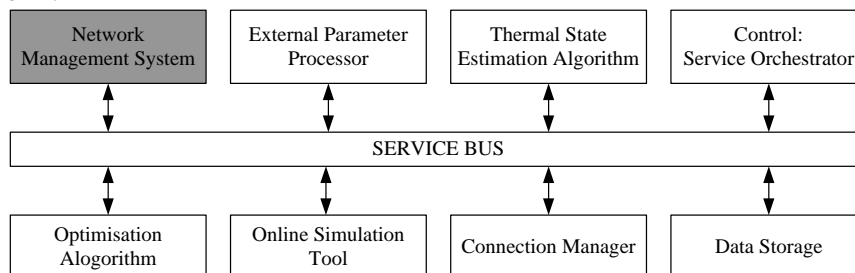 Network
Management System
External Parameter
Processor
Thermal State
Estimation Algorithm
Control:
Service Orchestrator
SERVICE BUS
Optimisation
Alogorithm
Online Simulation
Tool
Connection Manager
Data Storage